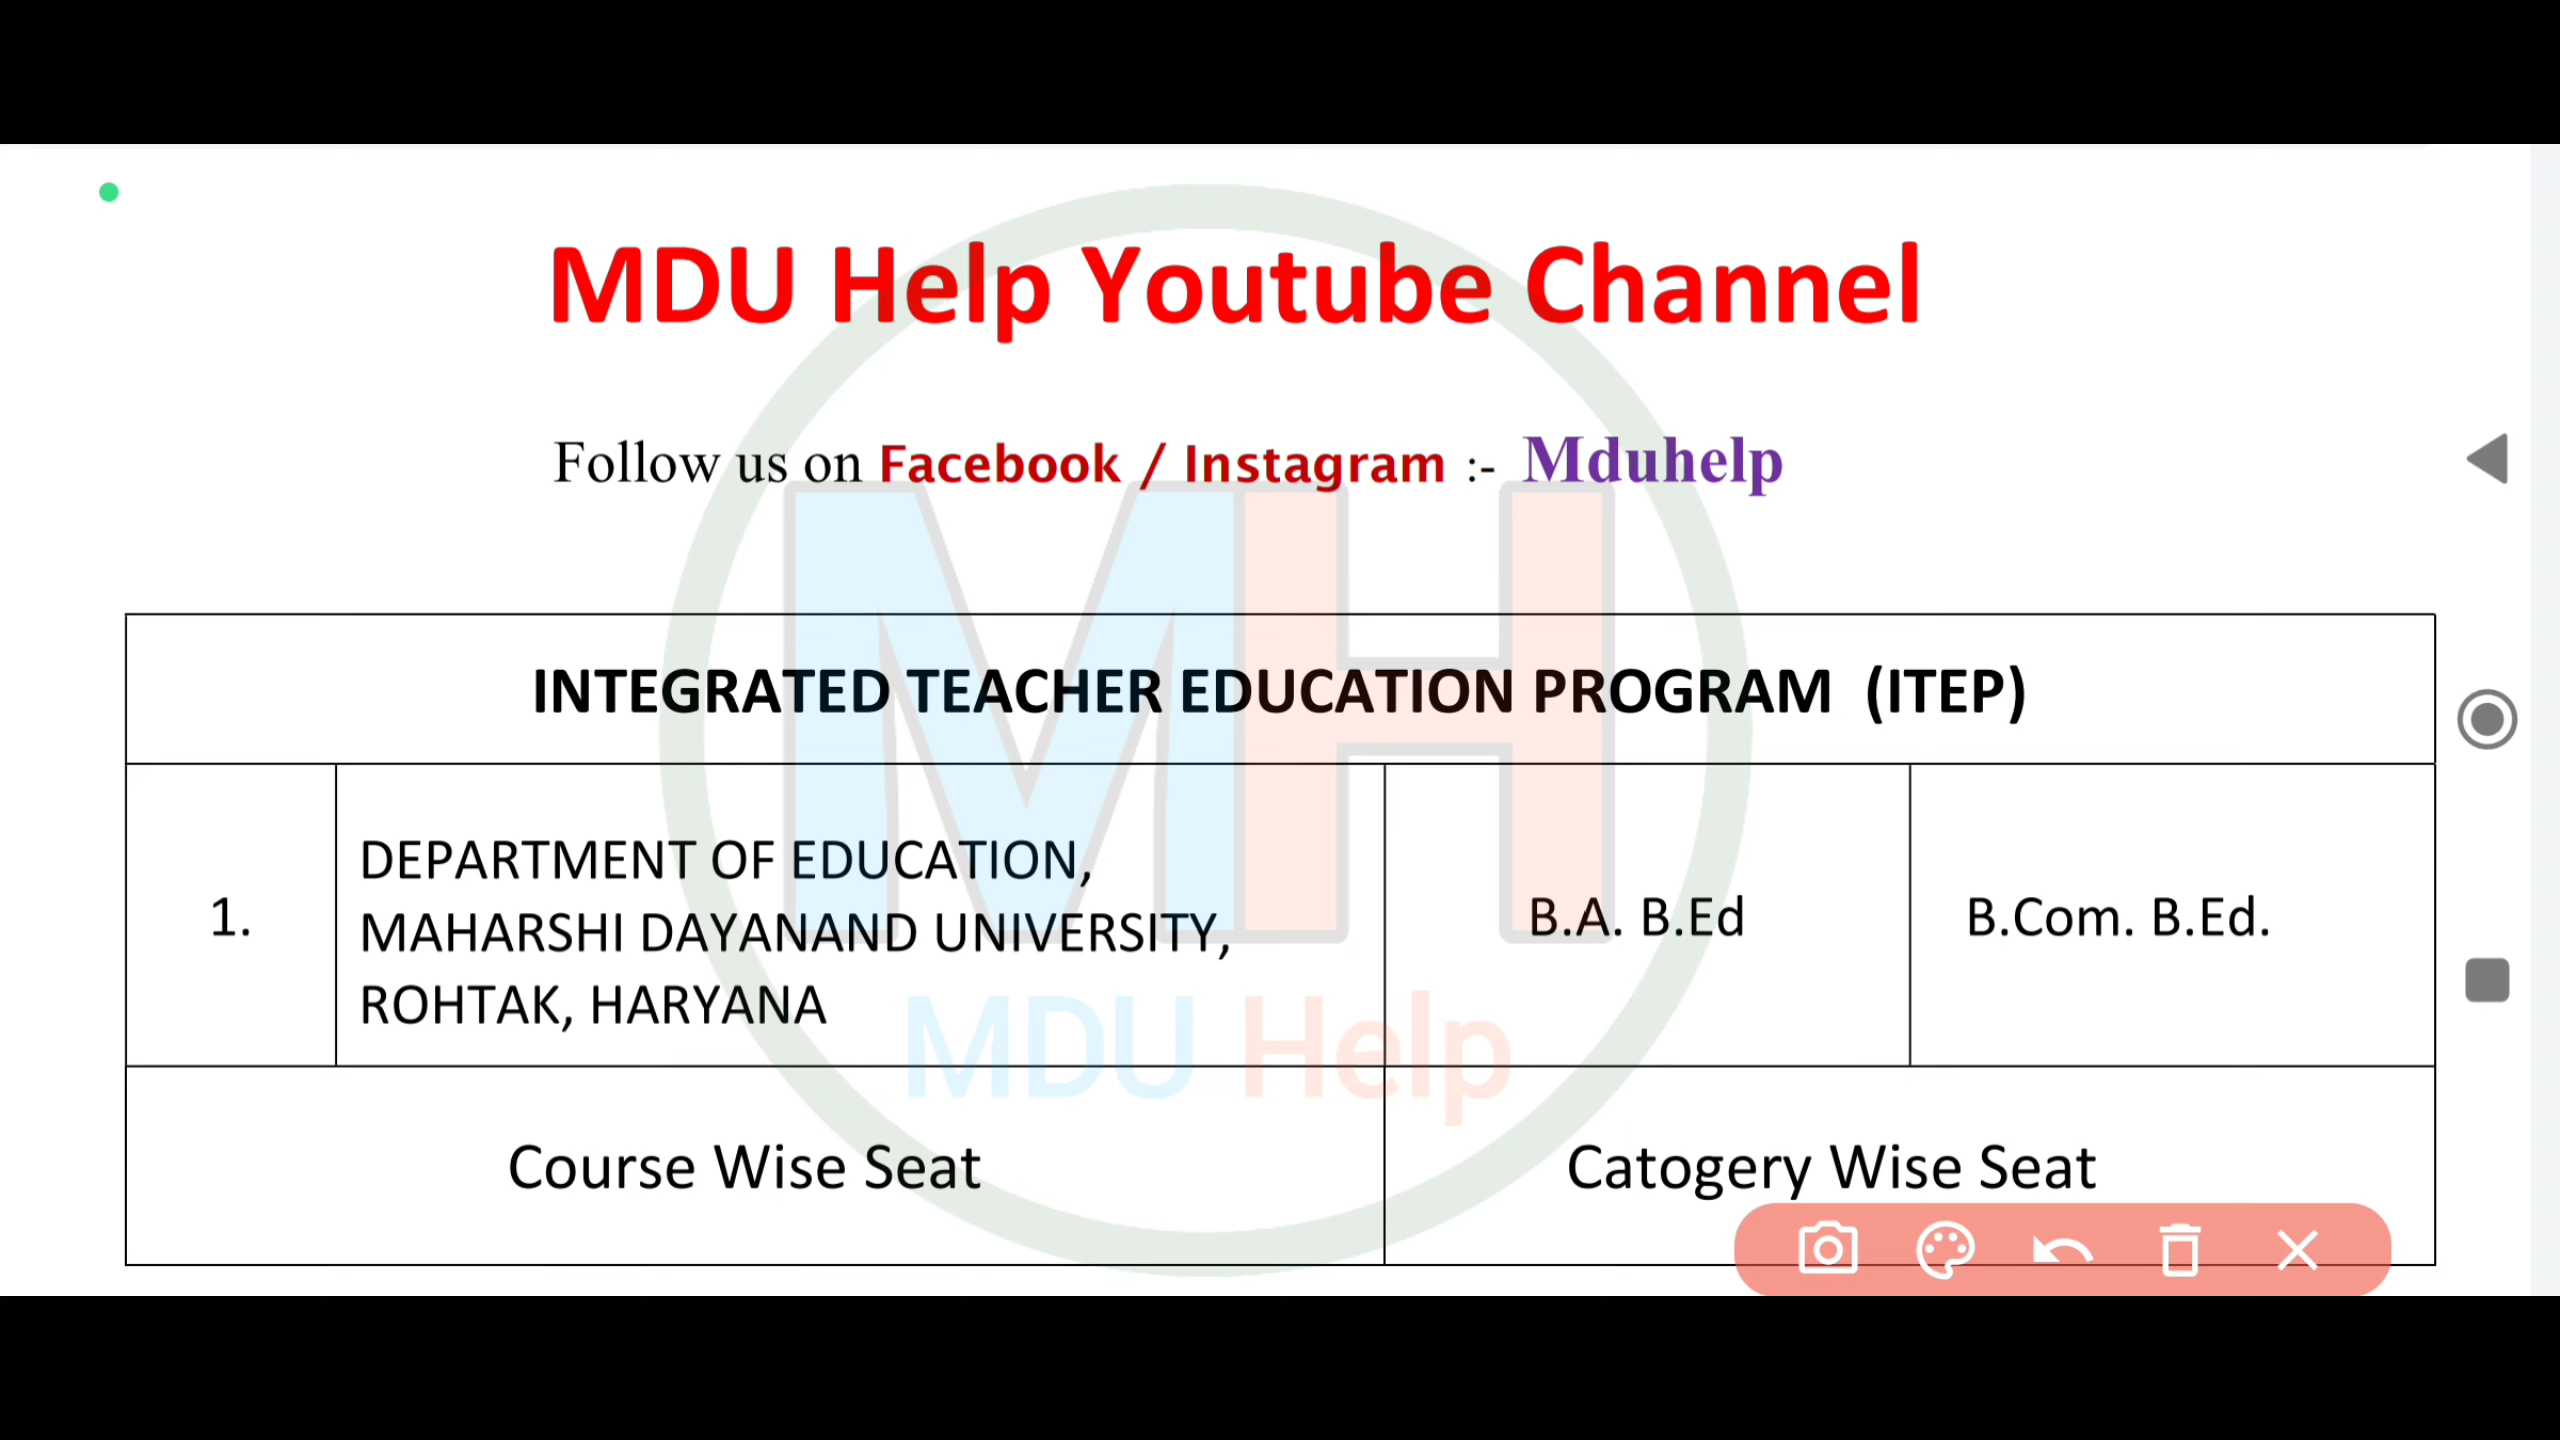 MDU Help Youtube Channel
Follow us on Facebook / Instagram :- Mduhelp
INTEGRATED TEACHER EDUCATION PROGRAM (ITEP)
1.
DEPARTMENT OF EDUCATION,
MAHARSHI DAYANAND UNIVERSITY,
ROHTAK, HARYANA
B.A. B.Ed
B.Com. B.Ed.
Course Wise Seat
Catogery Wise Seat
MH
MDU Help